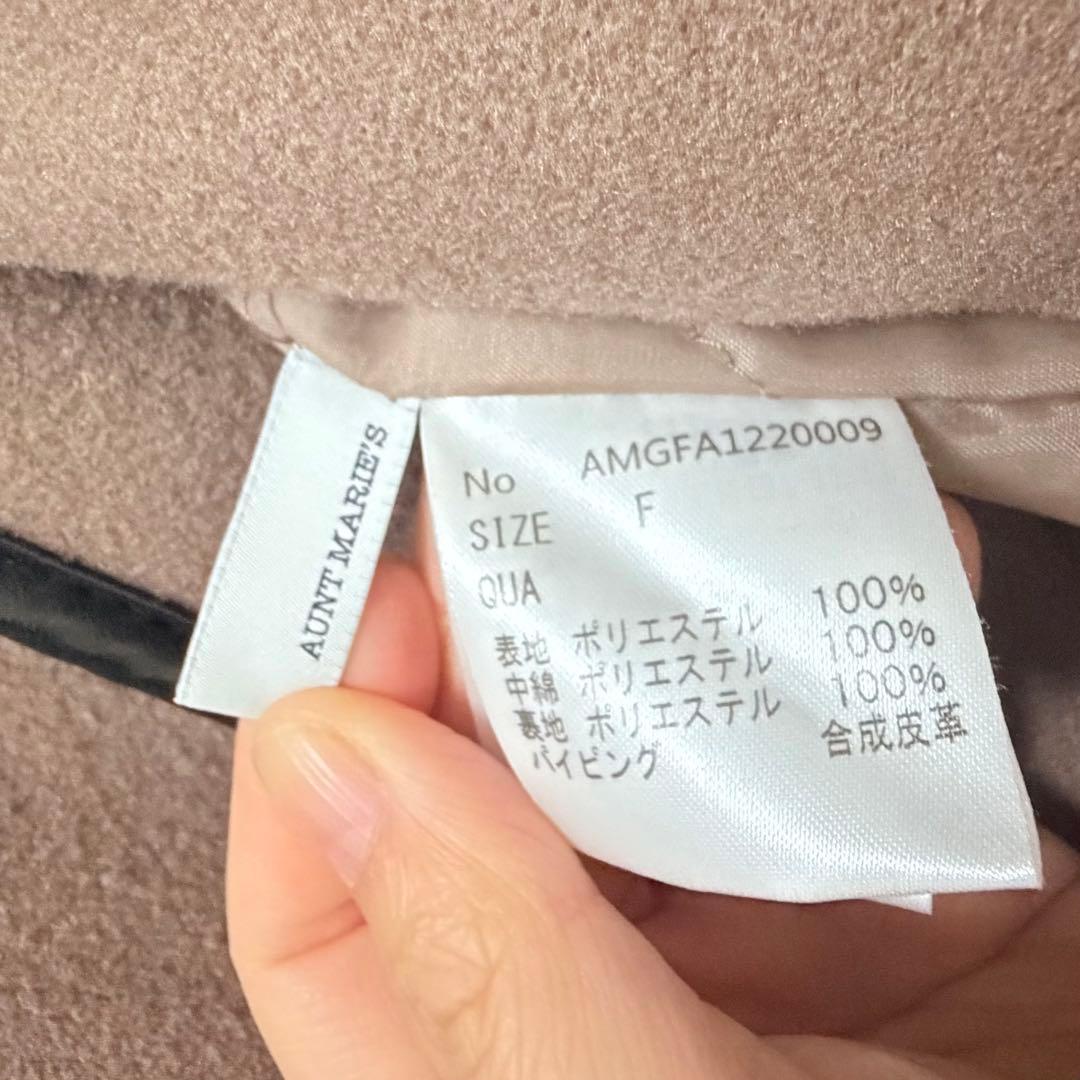 AUNT MARIE'S
No AMGFA1220009
SIZE F
QUA
表地 ポリエステル 100%
中綿 ポリエステル 100%
裏地 ポリエステル 100%
パイピング 合成皮革